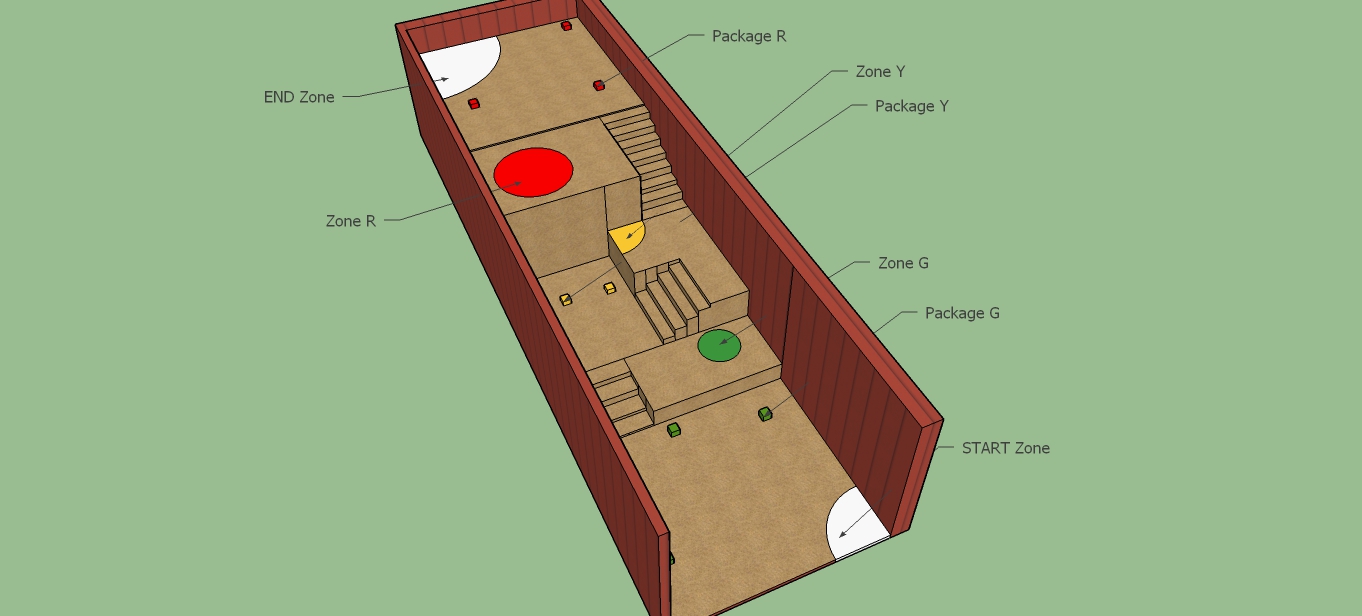 Package R
Zone Y
END Zone
Package Y
Zone R
Zone G
Package G
START Zone